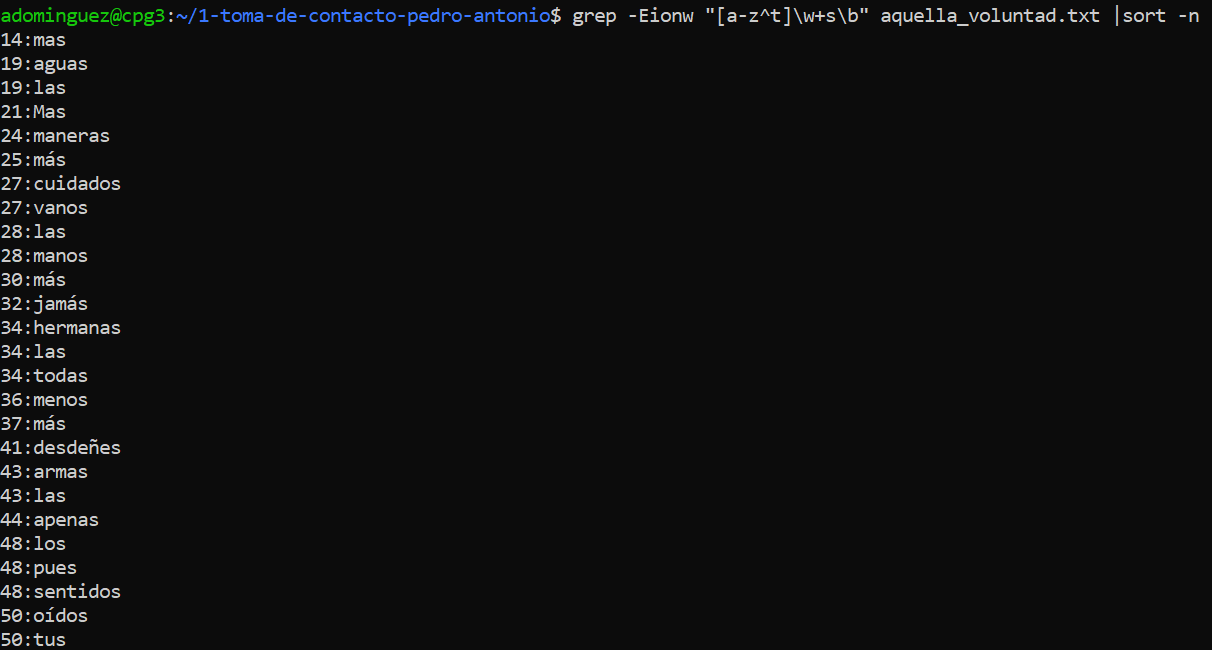 adominguez@cpg3:~/1-toma-de-contacto-pedro-antonio$ grep -Eionw "[a-z^t]\w+s\b" aquella_voluntad.txt |sort -n
14:mas
19:aguas
19:las
21:Mas
24:maneras
25:más
27:cuidados
27:vanos
28:las
28:manos
30:más
32:jamás
34:hermanas
34:las
34:todas
36:menos
37:más
41:desdeñes
43:armas
43:las
44:apenas
48:los
48:pues
48:sentidos
50:oídos
50:tus